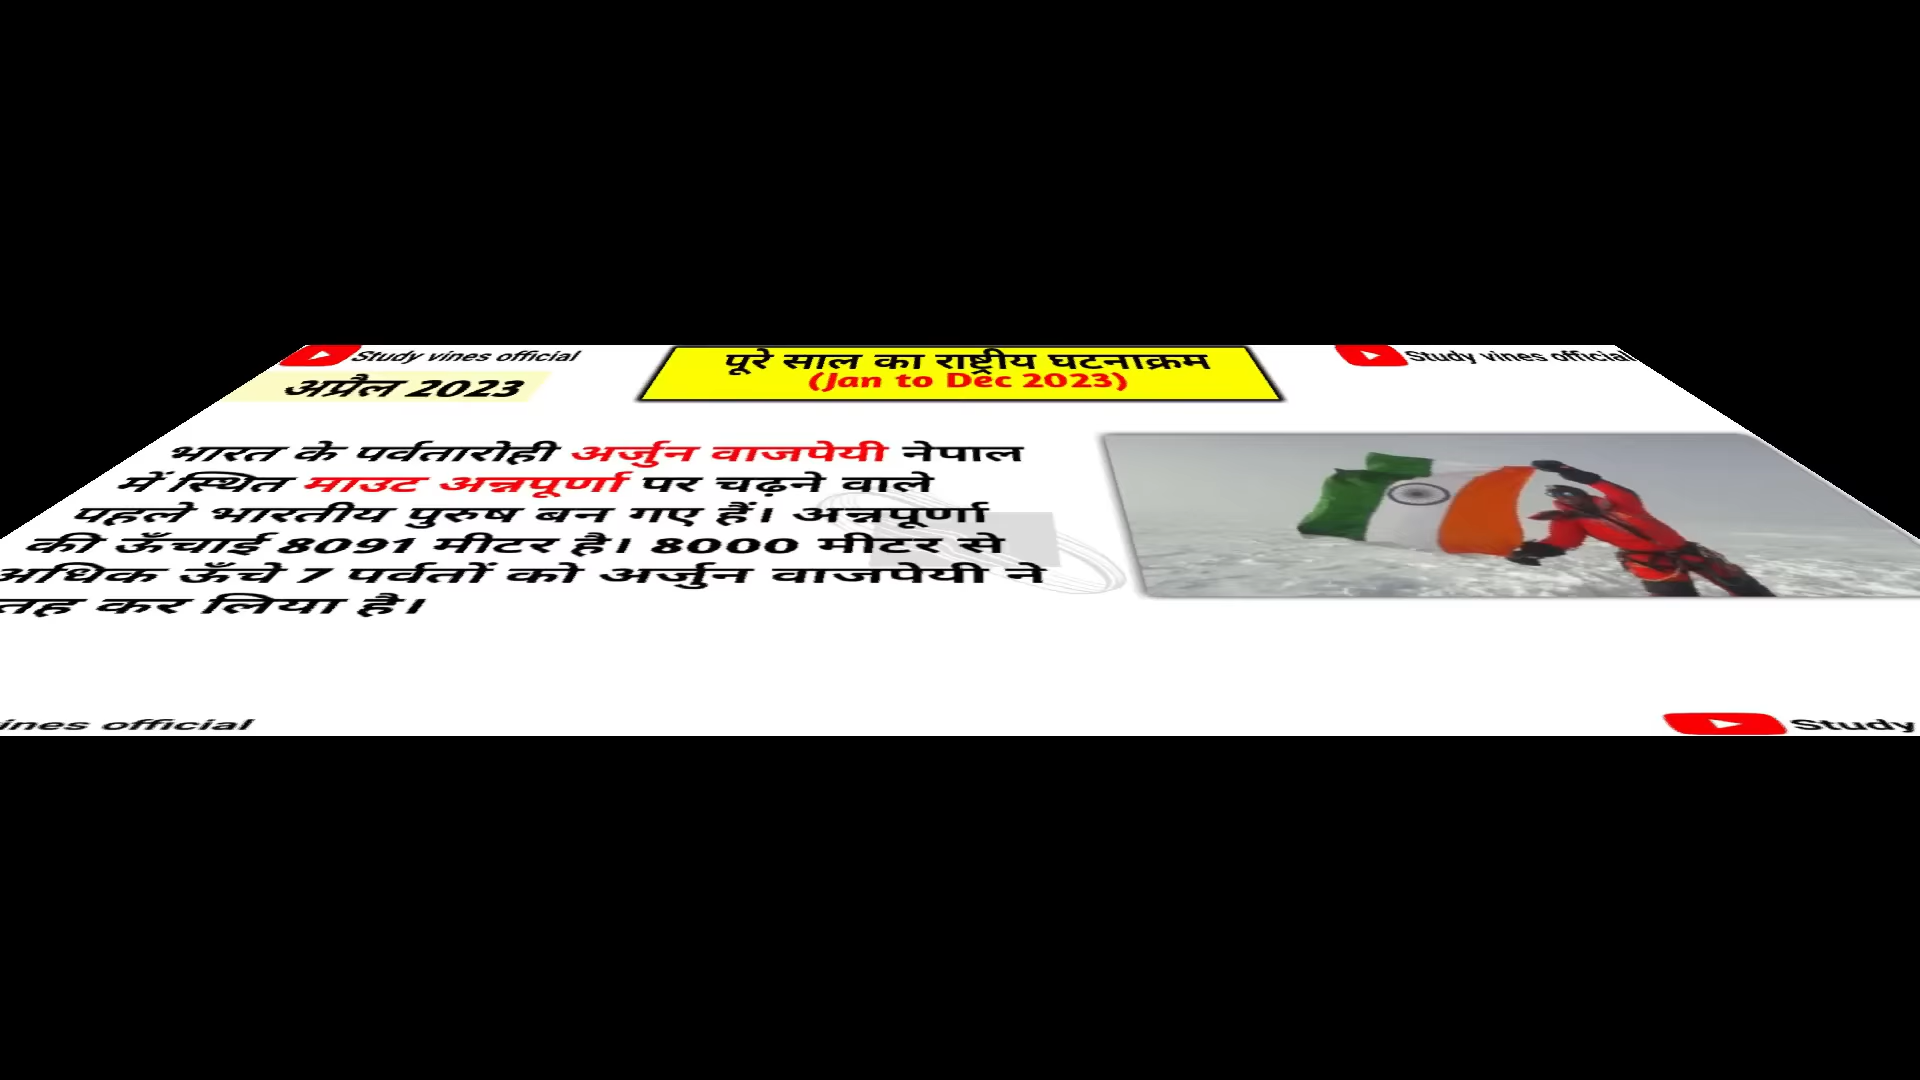 Study vines official
पूरे साल का राष्ट्रीय घटनाक्रम
(Jan to Dec 2023)
Study vines official
अप्रैल 2023
भारत के पर्वतारोही अर्जुन वाजपेयी नेपाल
में स्थित माउट अन्नपूर्णा पर चढ़ने वाले
पहले भारतीय पुरुष बन गए हैं। अन्नपूर्णा
की ऊँचाई 8091 मीटर है। 8000 मीटर से
अधिक ऊँचे 7 पर्वतों को अर्जुन वाजपेयी ने
कर लिया है।
official
Study